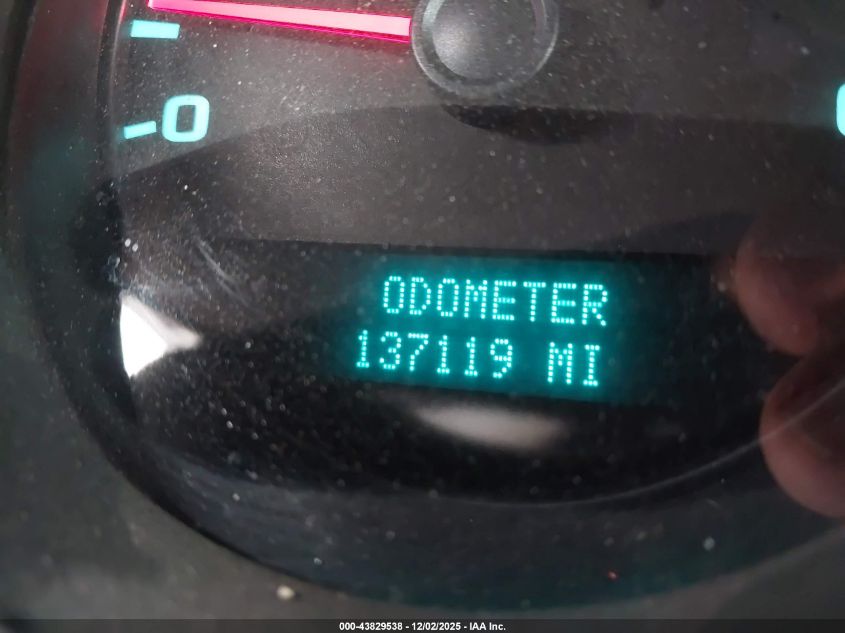 0
ODOMETER
137119 MI
000-43829538 - 12/02/2025 - IAA Inc.